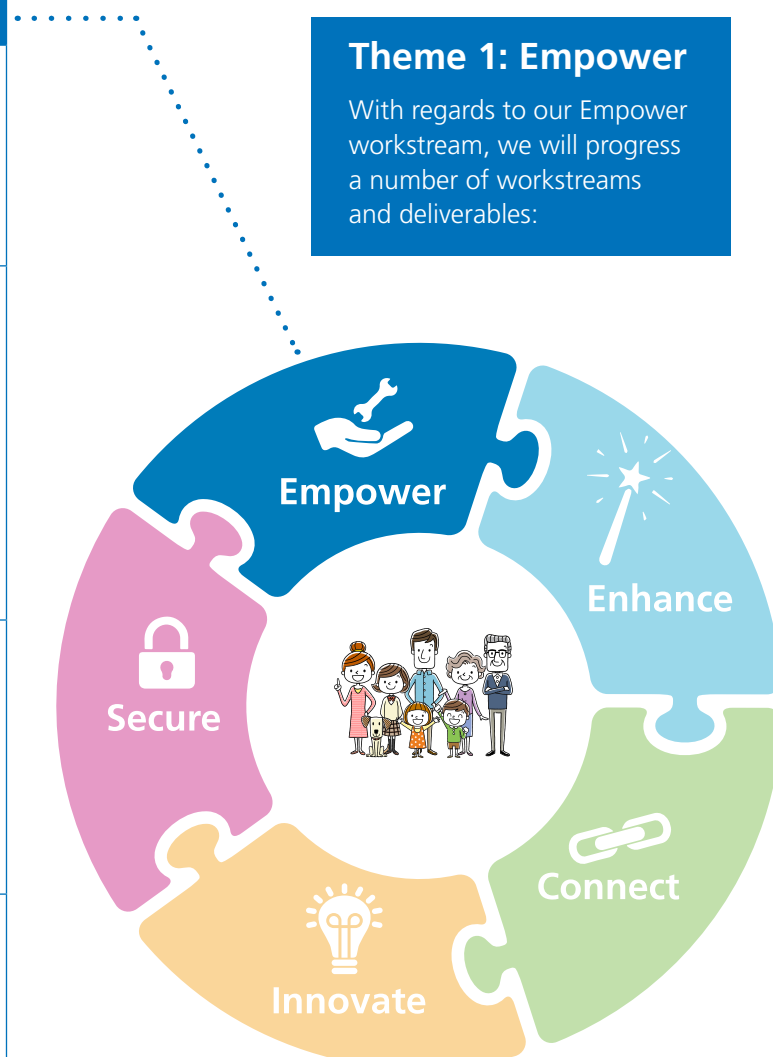 Theme 1: Empower
With regards to our Empower
workstream, we will progress
a number of workstreams
and deliverables:
Empower
Enhance
Secure
Connect
Innovate